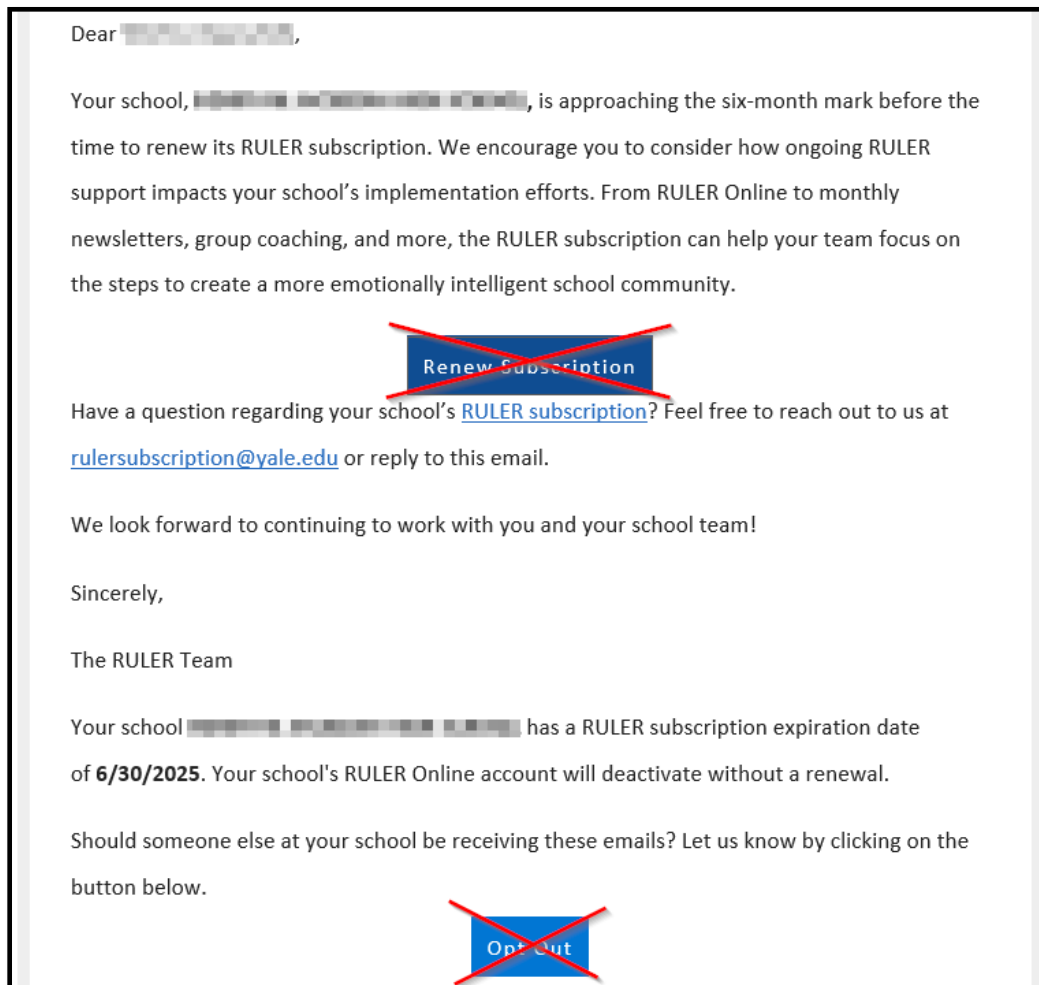 Dear ,
Your school, , is approaching the six-month mark before the
time to renew its RULER subscription. We encourage you to consider how ongoing RULER
support impacts your school’s implementation efforts. From RULER Online to monthly
newsletters, group coaching, and more, the RULER subscription can help your team focus on
the steps to create a more emotionally intelligent school community.
Renew Subscription
Have a question regarding your school’s RULER subscription? Feel free to reach out to us at
rulersubscription@yale.edu or reply to this email.
We look forward to continuing to work with you and your school team!
Sincerely,
The RULER Team
Your school has a RULER subscription expiration date
of 6/30/2025. Your school's RULER Online account will deactivate without a renewal.
Should someone else at your school be receiving these emails? Let us know by clicking on the
button below.
Opt Out